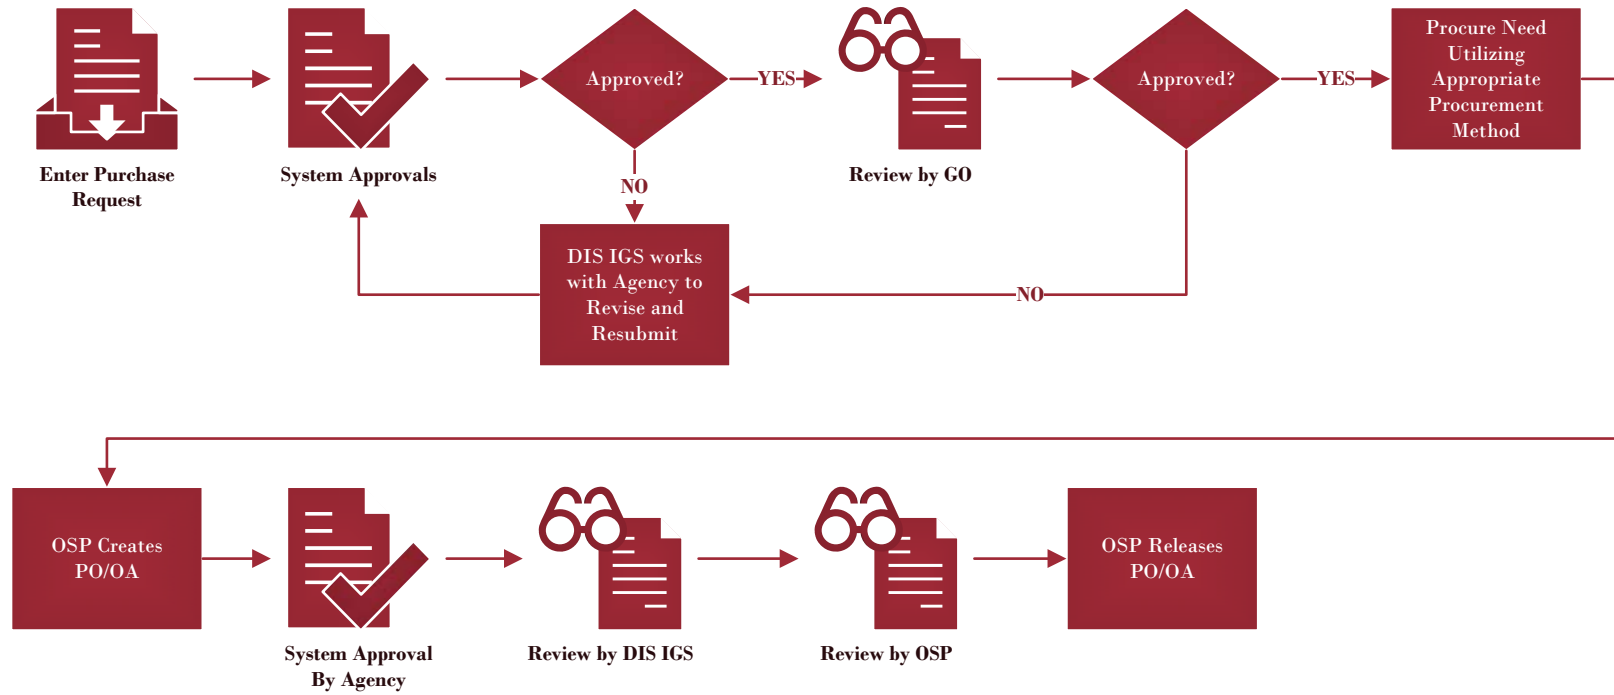 Enter Purchase
Request
System Approvals
Approved?
YES
NO
Review by GO
Approved?
YES
NO
Procure Need
Utilizing
Appropriate
Procurement
Method
DIS IGS works
with Agency to
Revise and
Resubmit
OSP Creates
PO/OA
System Approval
By Agency
Review by DIS IGS
Review by OSP
OSP Releases
PO/OA